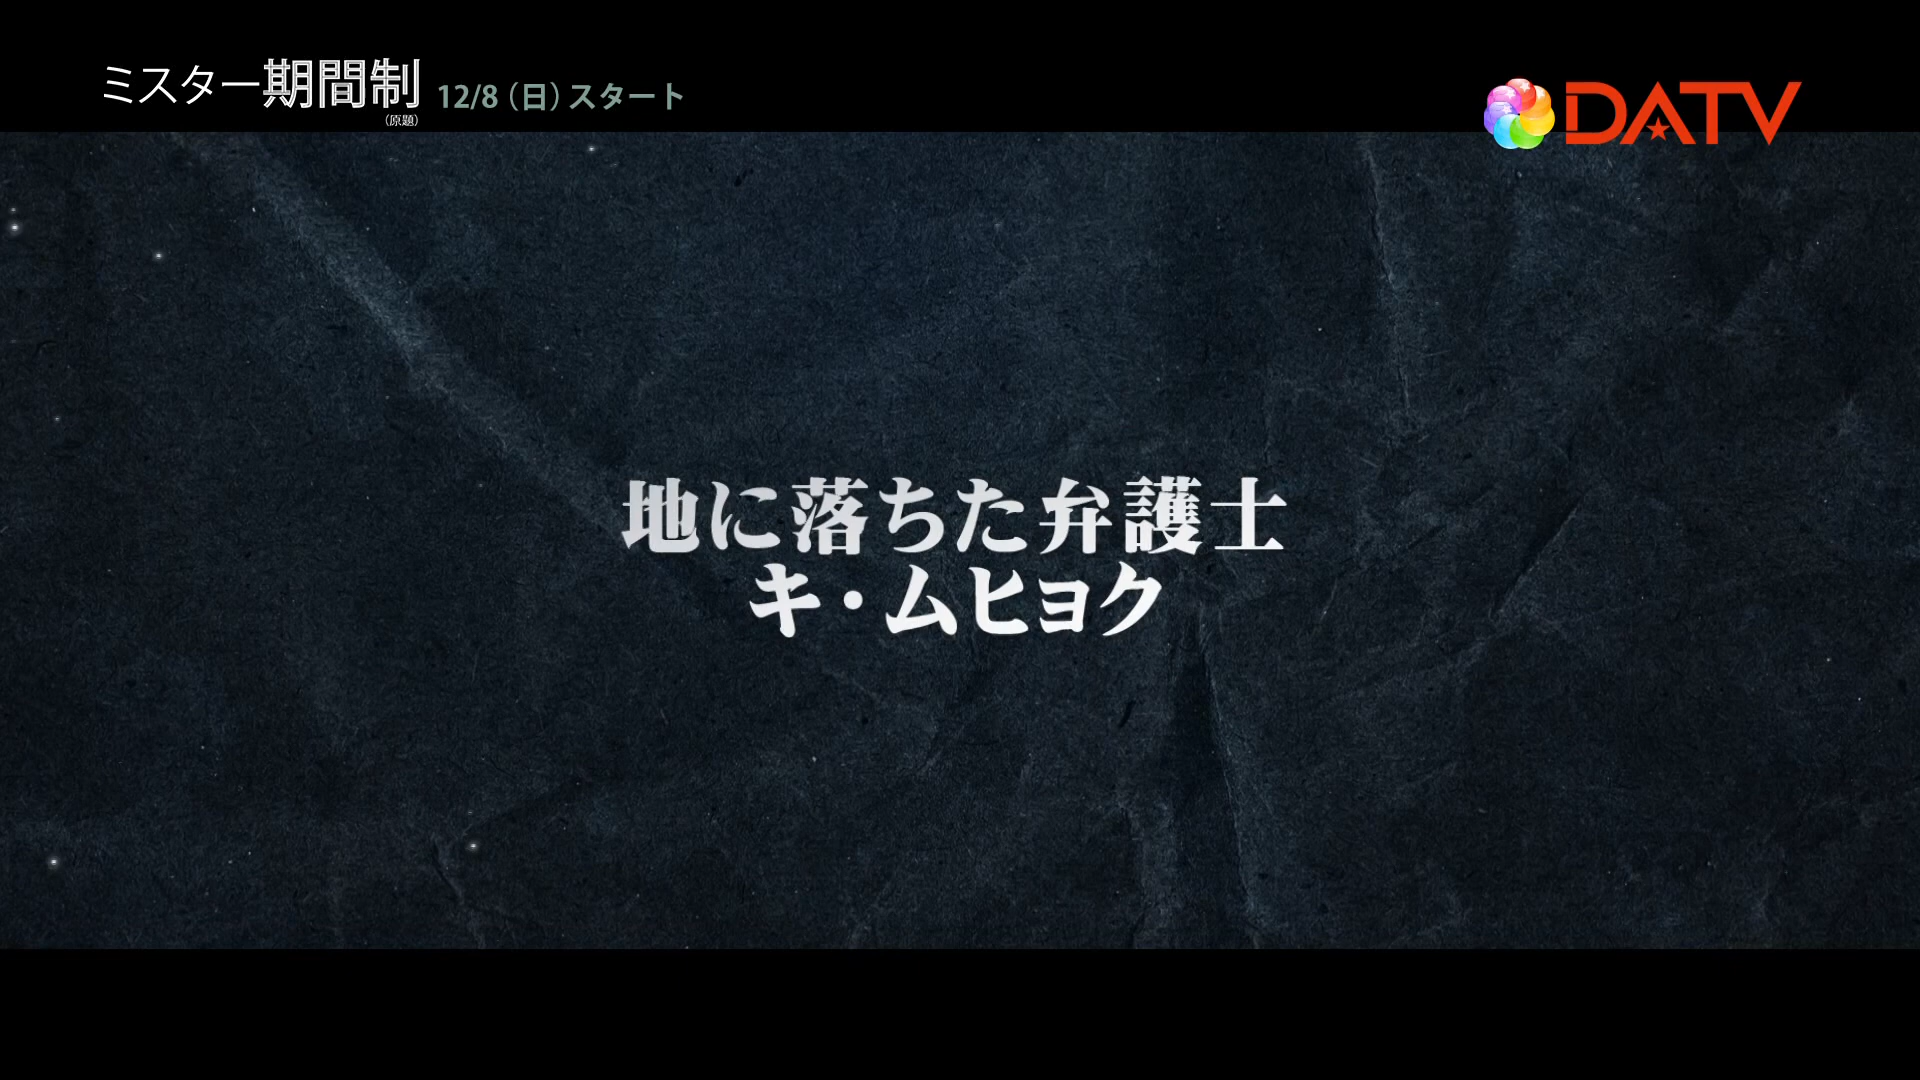 ミスター期間制
(原題)
12/8(日)スタート
DATV
地に落ちた弁護士
キ・ムヒョク